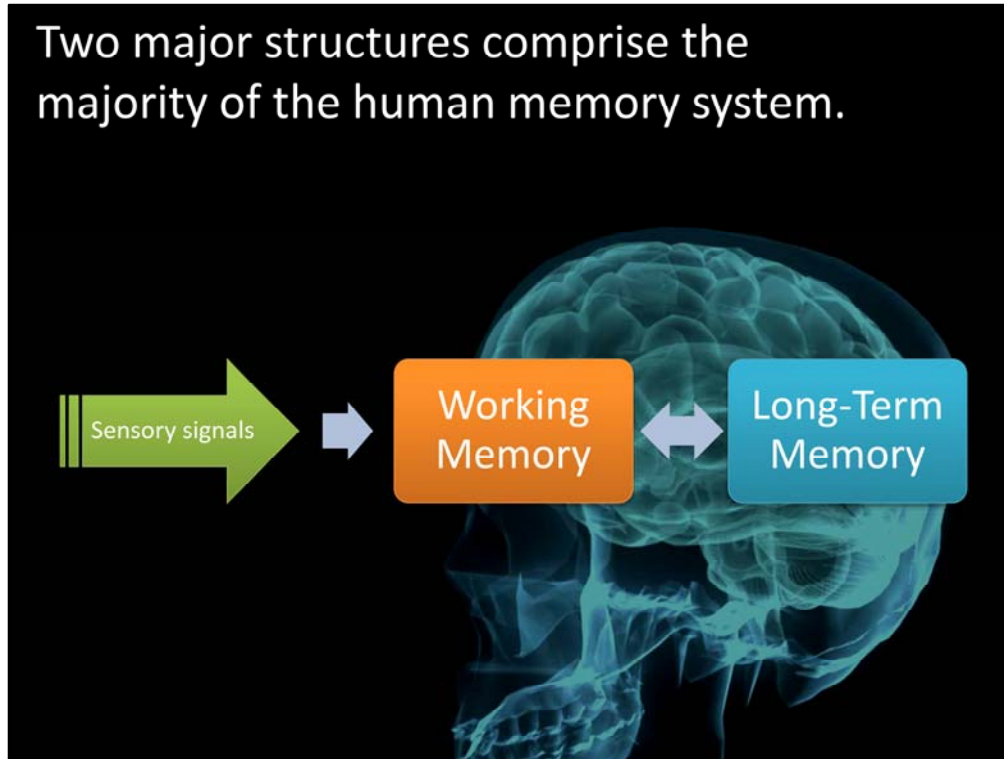 Two major structures comprise the
majority of the human memory system.
Sensory signals
Working
Memory
Long-Term
Memory